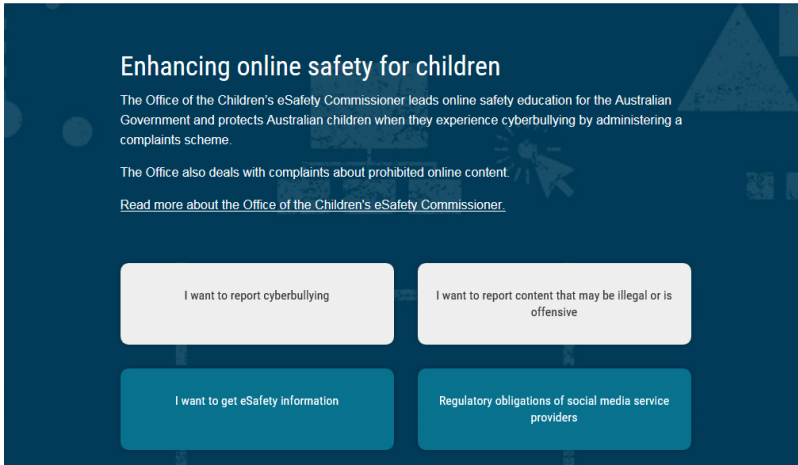 Enhancing online safety for children
The Office of the Children's eSafety Commissioner leads online safety education for the Australian
Government and protects Australian children when they experience cyberbullying by administering a
complaints scheme.
The Office also deals with complaints about prohibited online content.
Read more about the Office of the Children's eSafety Commissioner.
I want to report cyberbullying
I want to report content that may be illegal or is
offensive
I want to get eSafety information
Regulatory obligations of social media service
providers